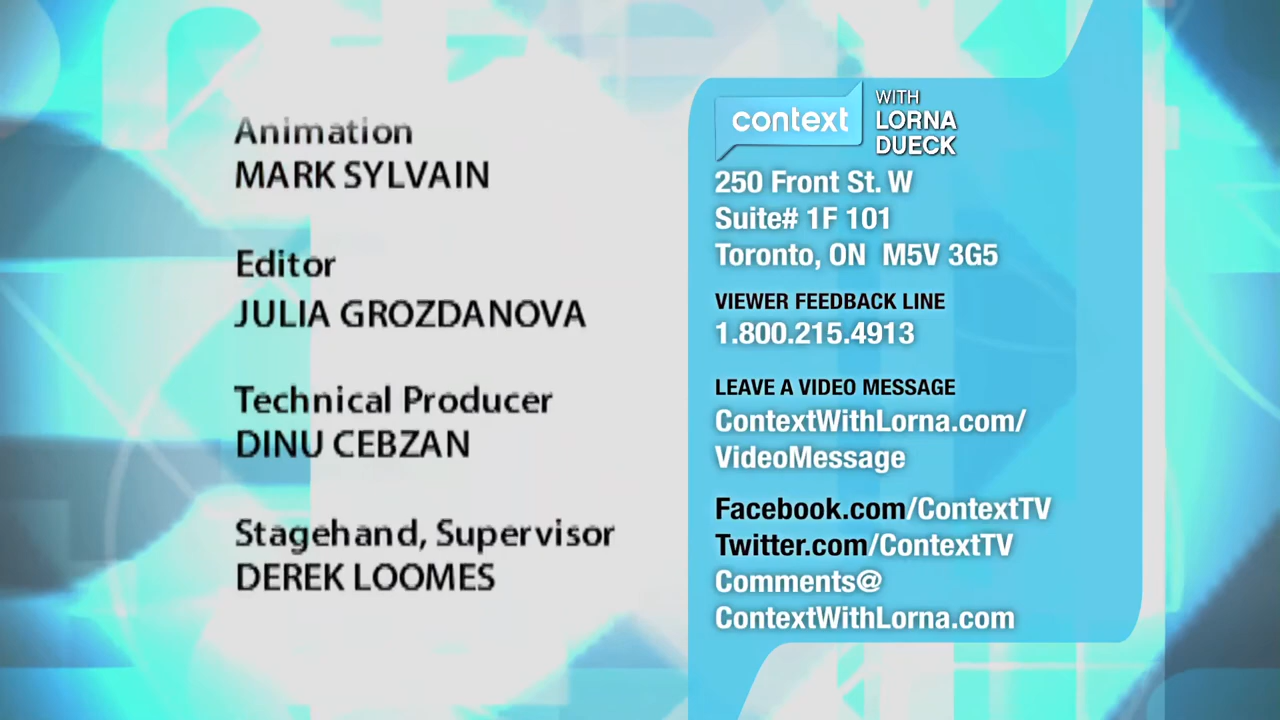 Animation
MARK SYLVAIN
Editor
JULIA GROZDANOVA
Technical Producer
DINU CEBZAN
Stagehand, Supervisor
DEREK LOOMES
context
WITH
LORNA
DUECK
250 Front St. W
Suite# 1F 101
Toronto, ON M5V 3G5
VIEWER FEEDBACK LINE
1.800.215.4913
LEAVE A VIDEO MESSAGE
ContextWithLorna.com/
VideoMessage
Facebook.com/ContextTV
Twitter.com/ContextTV
Comments@
ContextWithLorna.com